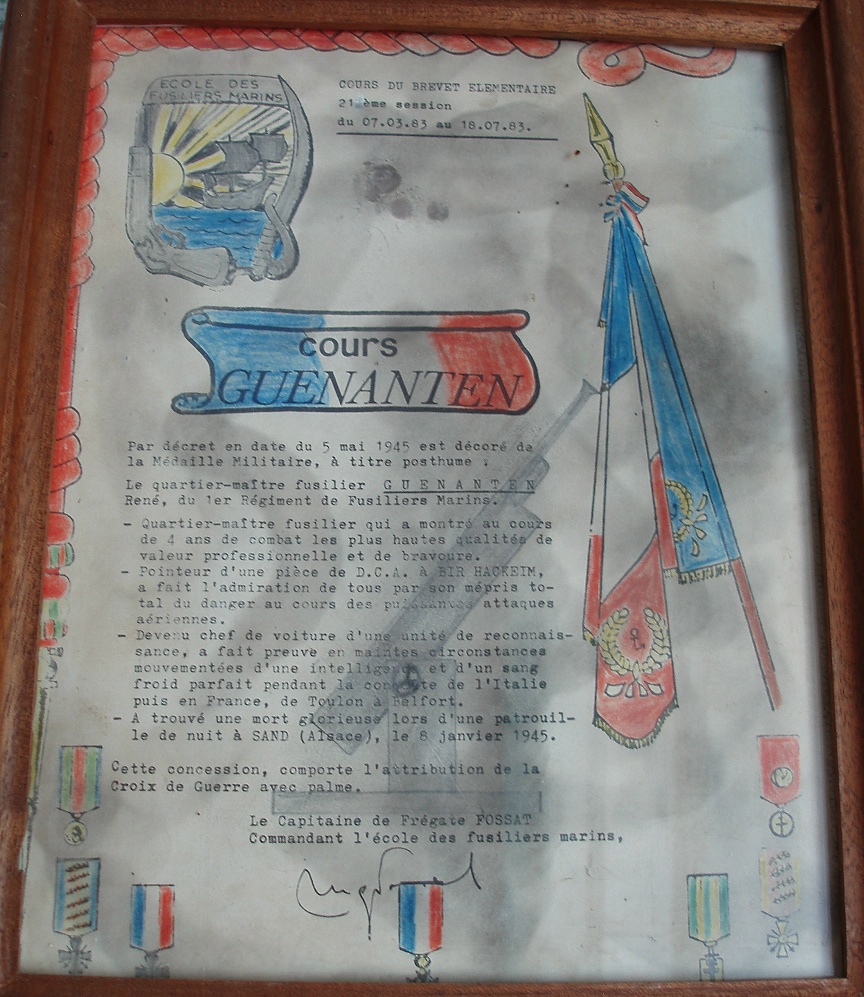 ECOLE DES
FUSILIERS MARINS
COURS DU BREVET ELEMENTAIRE
21 ème session
du 07.03.83 au 18.07.83.
cours
GUENANTEN
Par décret en date du 5 mai 1945 est décoré de
la Médaille Militaire, à titre posthume :
Le quartier-maître fusilier G U E N A N T E N
René, du 1er Régiment de Fusiliers Marins.
- Quartier-maître fusilier qui a montré au cours
de 4 ans de combat les plus hautes qualités de
valeur professionnelle et de bravoure.
- Pointeur d'une pièce de D.C.A. à BIR HACKEIM,
a fait l'admiration de tous par son mépris to-
tal du danger au cours des puissantes attaques
aériennes.
- Devenu chef de voiture d'une unité de reconnais-
sance, a fait preuve en maintes circonstances
mouvementées d'une intelligence et d'un sang
froid parfait pendant la conquête de l'Italie
puis en France, de Toulon à Belfort.
- A trouvé une mort glorieuse lors d'une patrouil-
le de nuit à SAND (Alsace), le 8 janvier 1945.
Cette concession, comporte l'attribution de la
Croix de Guerre avec palme.
Le Capitaine de Frégate FOSSAT
Commandant l'école des fusiliers marins,